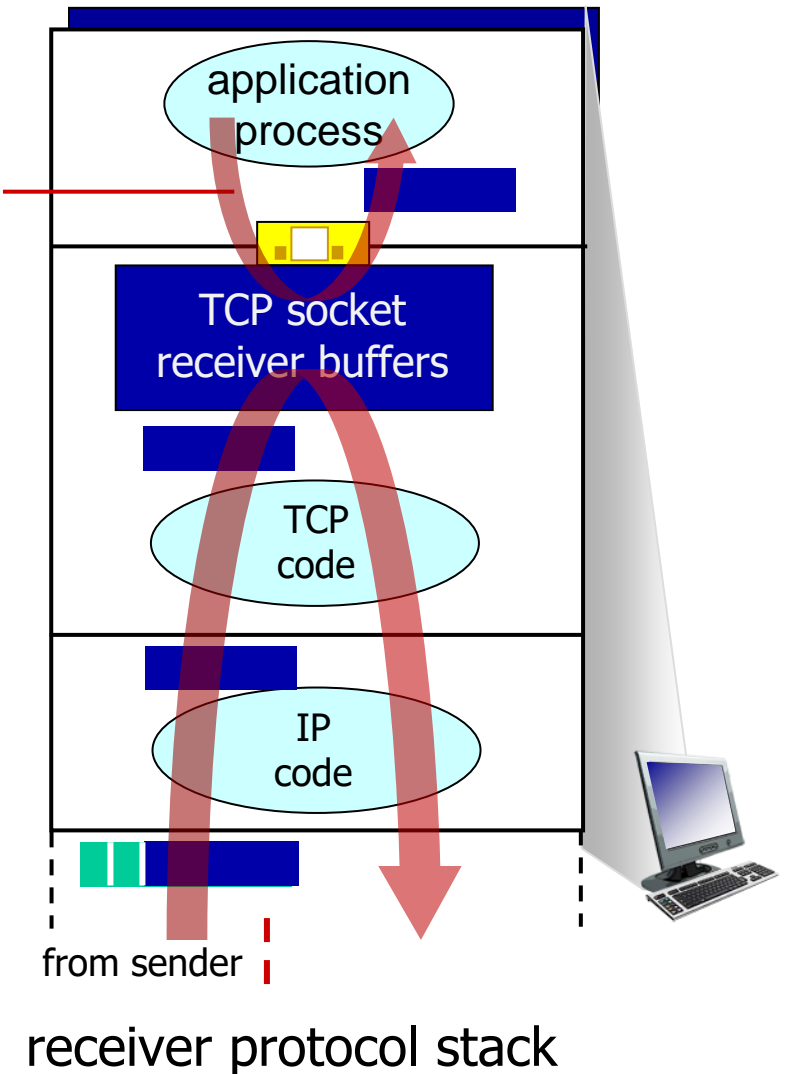 application
process
TCP socket
receiver buffers
TCP
code
IP
code
from sender
receiver protocol stack